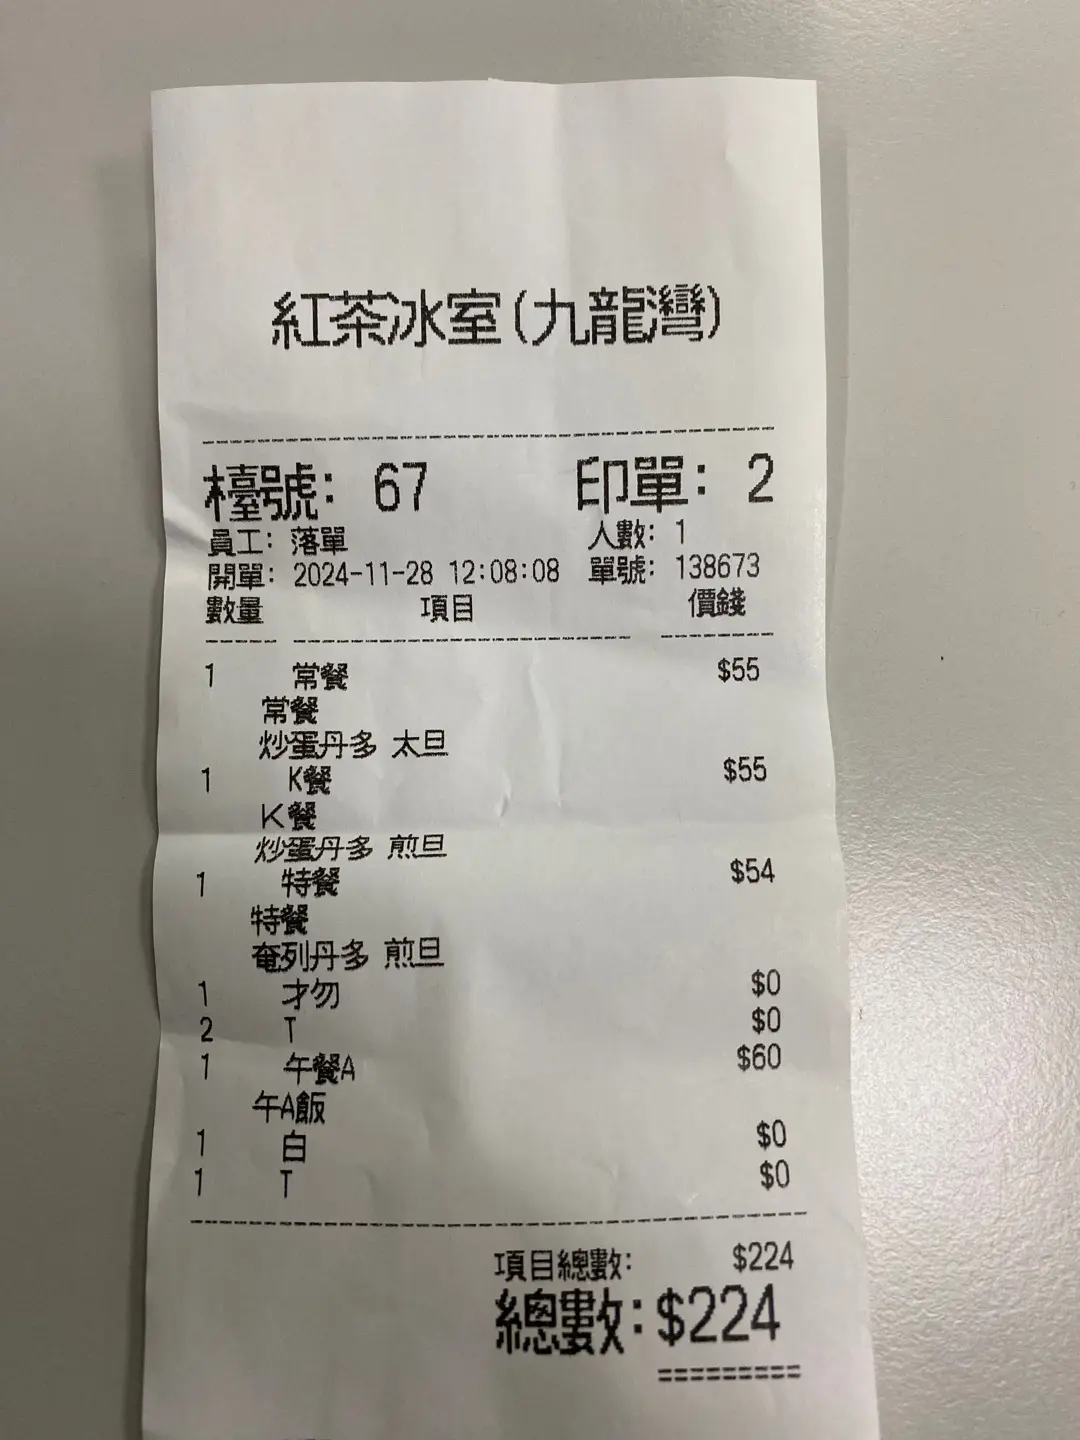 紅茶冰室(九龍灣)
檯號: 67 印單: 2
員工: 落單 人數: 1
開單: 2024-11-28 12:08:08 單號: 138673
數量 項目 價錢
1 常餐 $55
常餐
炒蛋丹多 太旦
1 K餐 $55
K餐
炒蛋丹多 煎旦
1 特餐 $54
特餐
奄列丹多 煎旦
1 才勿 $0
2 T $0
1 午餐A $60
午A飯
1 白 $0
1 T $0
項目總數: $224
總數: $224
=========